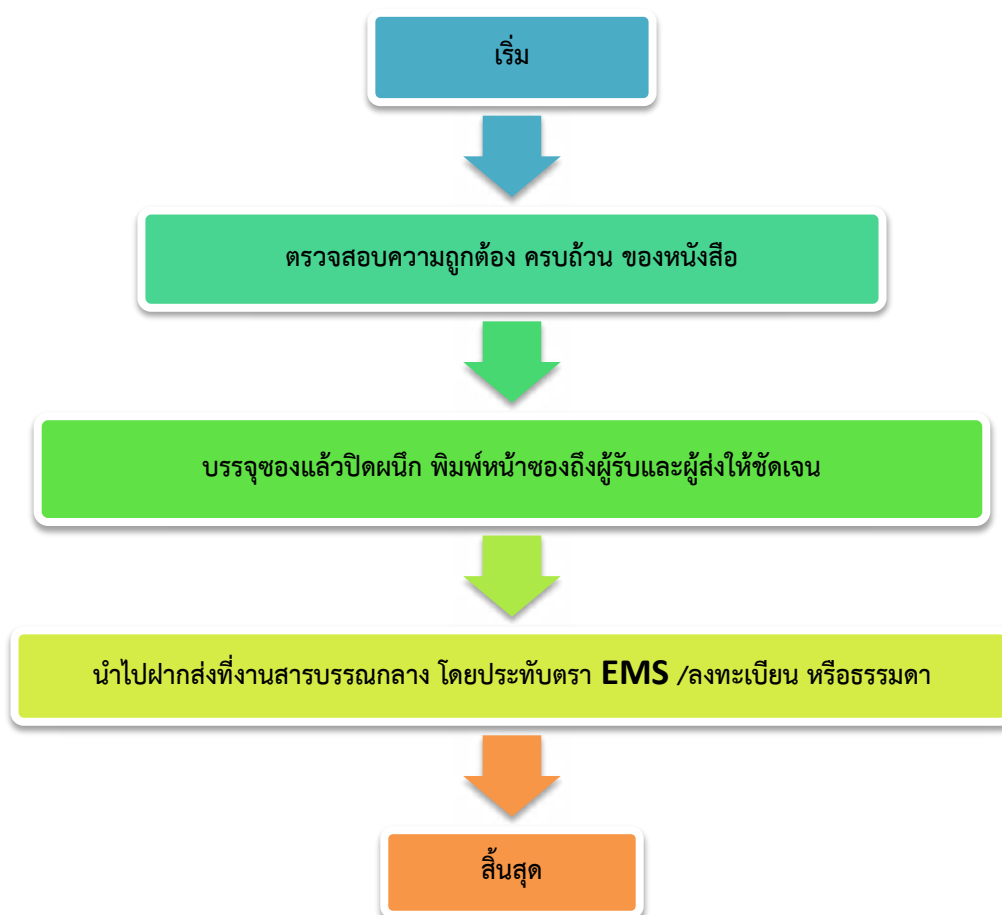 เริ่ม
ตรวจสอบความถูกต้อง ครบถ้วน ของหนังสือ
บรรจุซองแล้วปิดผนึก พิมพ์หน้าซองถึงผู้รับและผู้ส่งให้ชัดเจน
นำไปฝากส่งที่งานสารบรรณกลาง โดยประทับตรา EMS /ลงทะเบียน หรือธรรมดา
สิ้นสุด